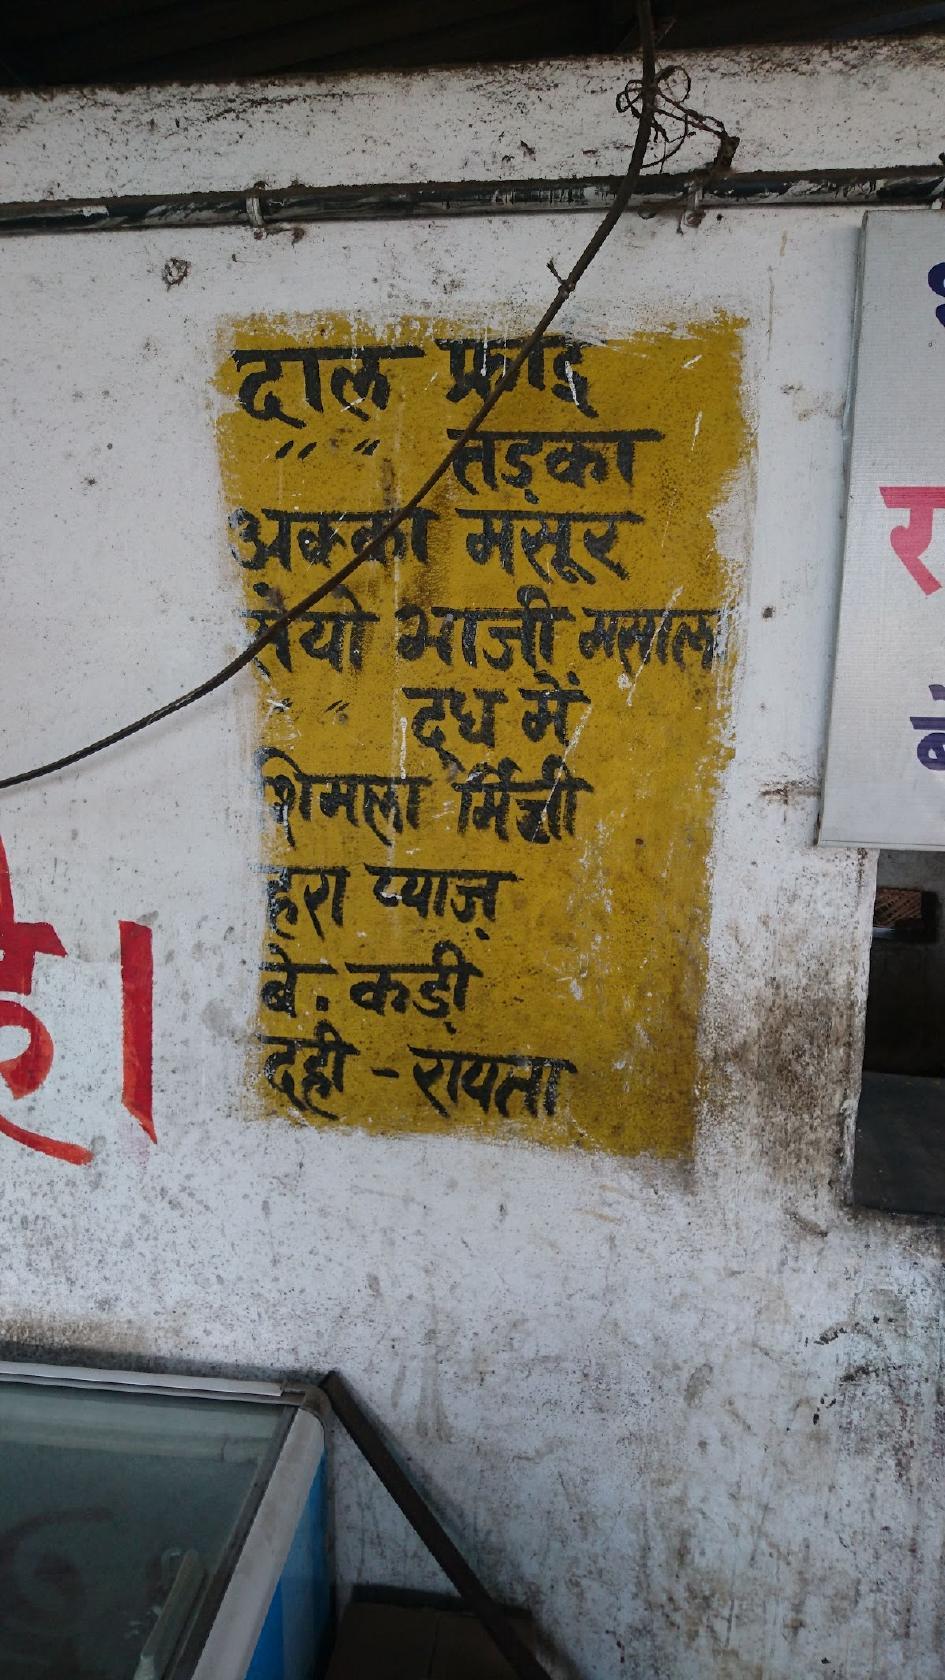 दाल फ्राइ
" " तड़का
अक्का मसूर
सेयो भाजी मसाला
" " दूध में
शिमला र्मिची
हरा प्याज़
बे. कड़ी
दही - रायता
है।